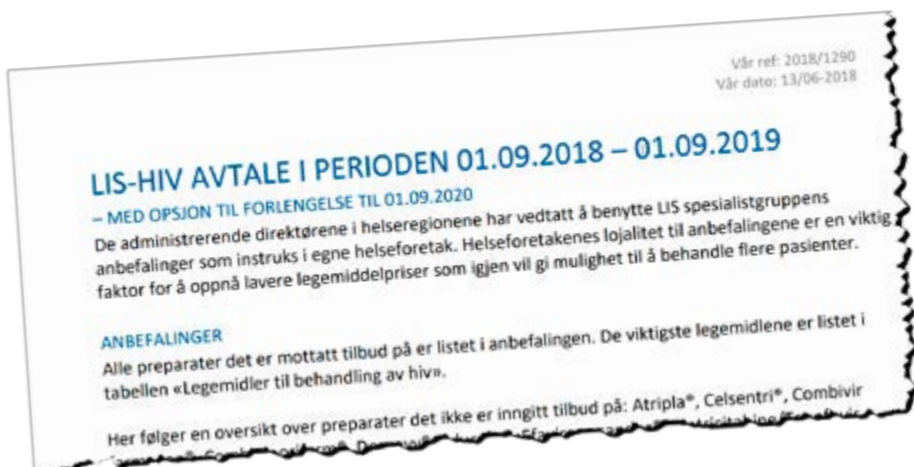 Vår ref: 2018/1290
Vår dato: 13/06-2018
LIS-HIV AVTALE I PERIODEN 01.09.2018 – 01.09.2019
– MED OPSJON TIL FORLENGELSE TIL 01.09.2020
De administrerende direktørene i helseregionene har vedtatt å benytte LIS spesialistgruppens
anbefalinger som instruks i egne helseforetak. Helseforetakenes lojalitet til anbefalingene er en viktig
faktor for å oppnå lavere legemiddelpriser som igjen vil gi mulighet til å behandle flere pasienter.
ANBEFALINGER
Alle preparater det er mottatt tilbud på er listet i anbefalingen. De viktigste legemidlene er listet i
tabellen «Legemidler til behandling av hiv».
Her følger en oversikt over preparater det ikke er inngitt tilbud på: Atripla®, Celsentri®, Combivir